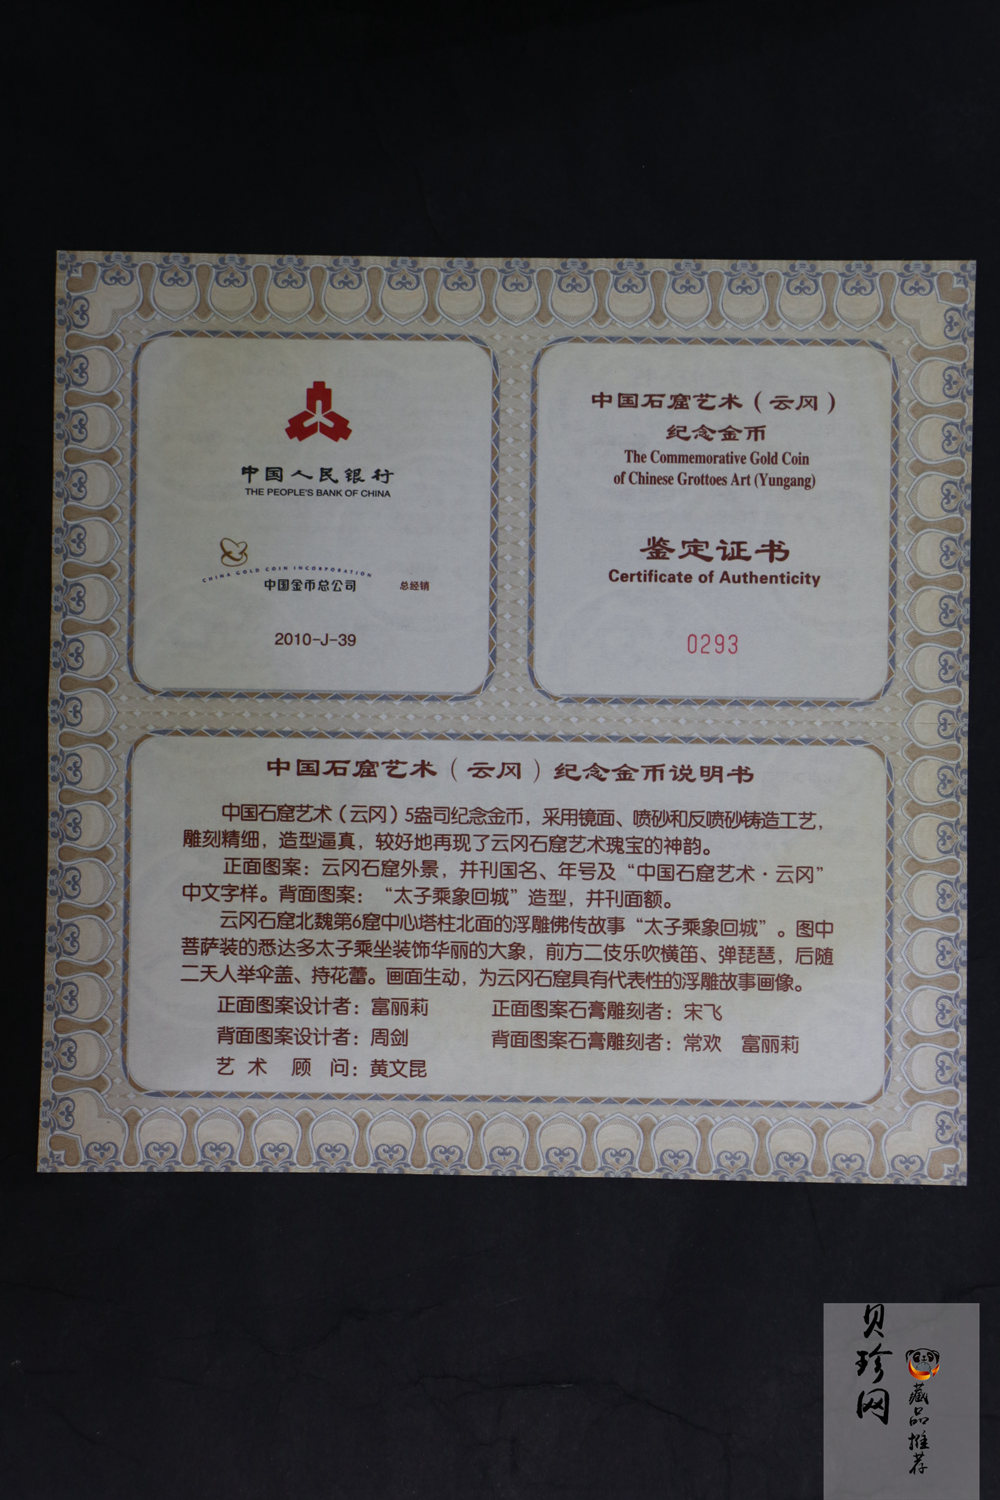 中国人民银行
THE PEOPLE'S BANK OF CHINA
CHINA GOLD COIN INCORPORATION
中国金币总公司 总经销
2010-J-39
中国石窟艺术（云冈）
纪念金币
The Commemorative Gold Coin
of Chinese Grottoes Art (Yungang)
鉴定证书
Certificate of Authenticity
0293
中国石窟艺术（云冈）纪念金币说明书
中国石窟艺术（云冈）5盎司纪念金币，采用镜面、喷砂和反喷砂铸造工艺，
雕刻精细，造型逼真，较好地再现了云冈石窟艺术瑰宝的神韵。
正面图案：云冈石窟外景，并刊国名、年号及“中国石窟艺术·云冈”
中文字样。背面图案：“太子乘象回城”造型，并刊面额。
云冈石窟北魏第6窟中心塔柱北面的浮雕佛传故事“太子乘象回城”。图中
菩萨装的悉达多太子乘坐装饰华丽的大象，前方二伎乐吹横笛、弹琵琶，后随
二天人举伞盖、持花蕾。画面生动，为云冈石窟具有代表性的浮雕故事画像。
正面图案设计者：富丽莉 正面图案石膏雕刻者：宋飞
背面图案设计者：周剑 背面图案石膏雕刻者：常欢 富丽莉
艺术顾问：黄文昆
贝珍网
藏品推荐